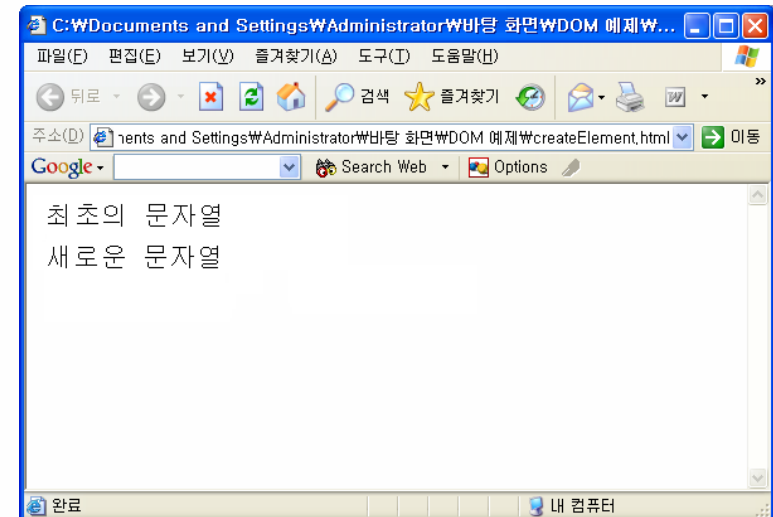 C:₩Documents and Settings₩Administrator₩바탕 화면₩DOM 예제₩...
파일(F) 편집(E) 보기(V) 즐겨찾기(A) 도구(T) 도움말(H)
뒤로 검색 즐겨찾기
주소(D) nents and Settings₩Administrator₩바탕 화면₩DOM 예제₩createElement.html 이동
Google Search Web Options
최초의 문자열
새로운 문자열
완료 내 컴퓨터